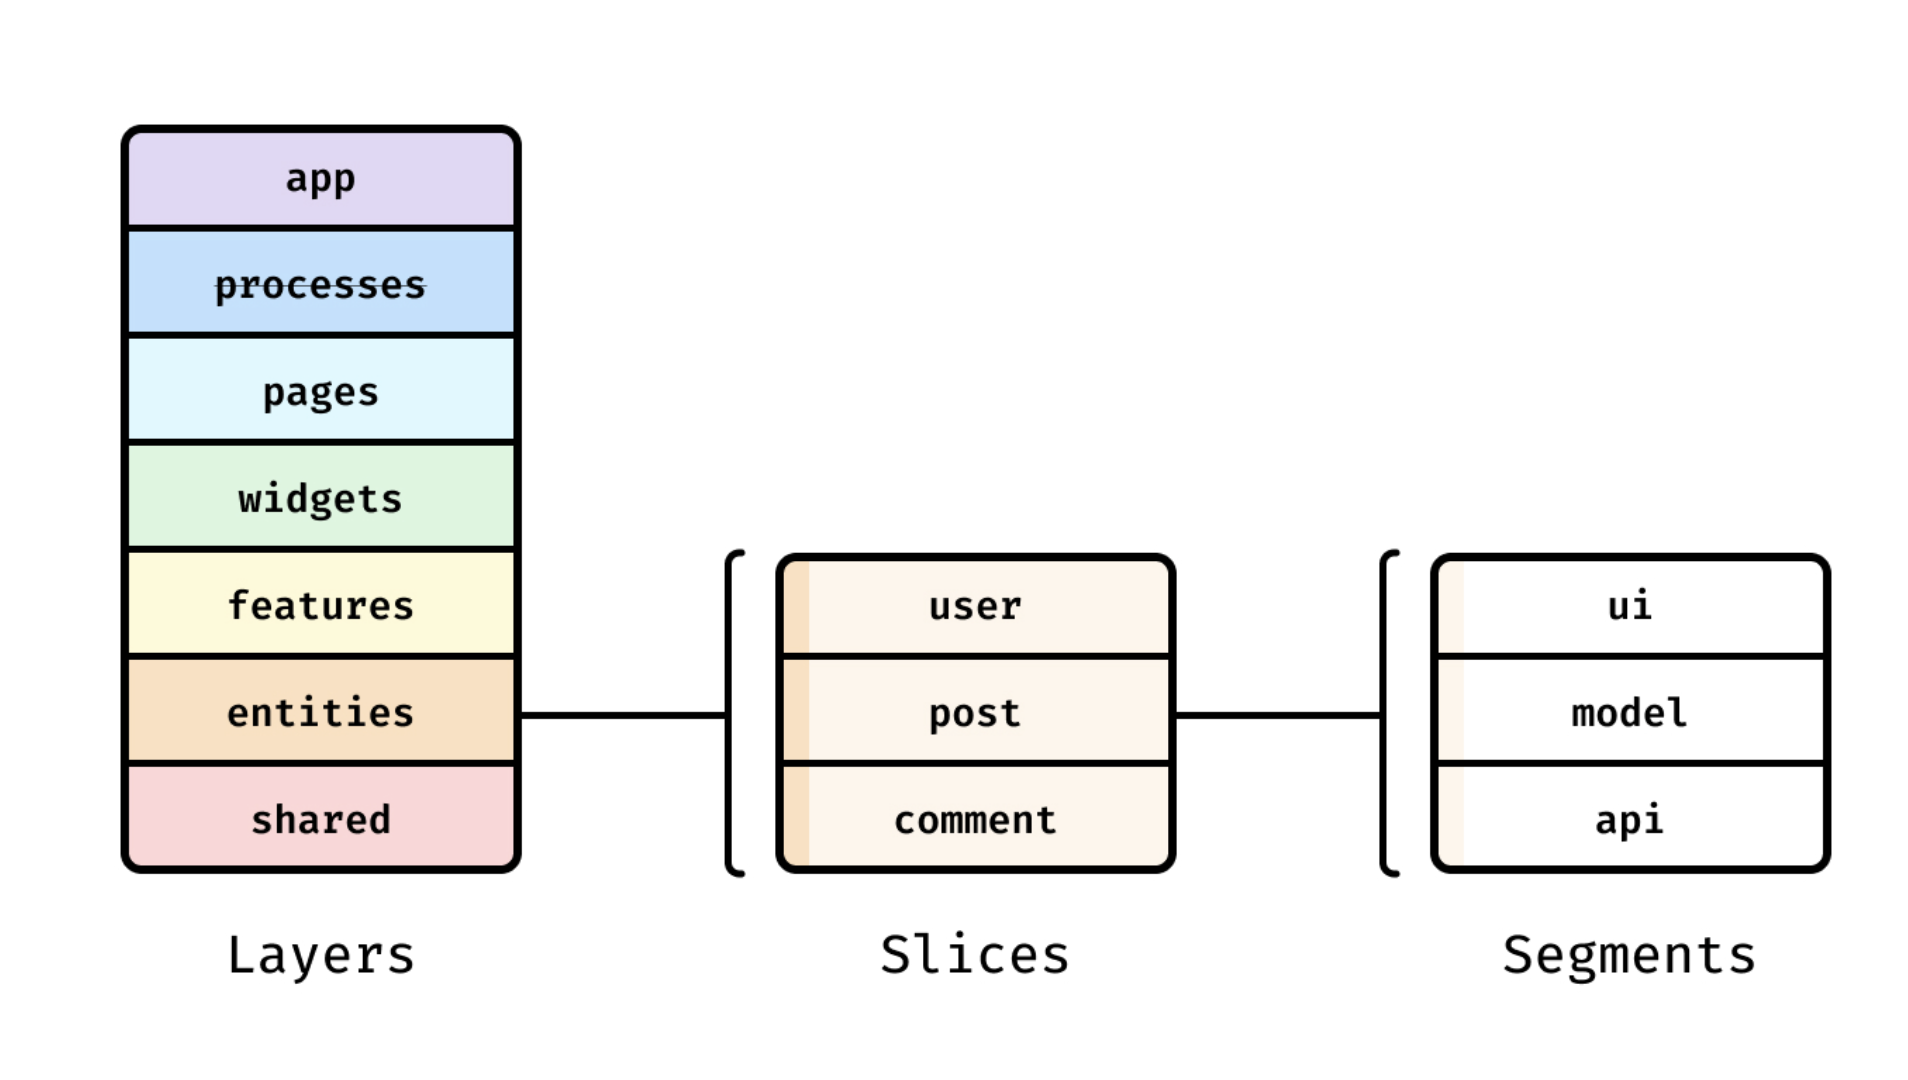 app
processes
pages
widgets
features
entities
shared
Layers
user
post
comment
Slices
ui
model
api
Segments